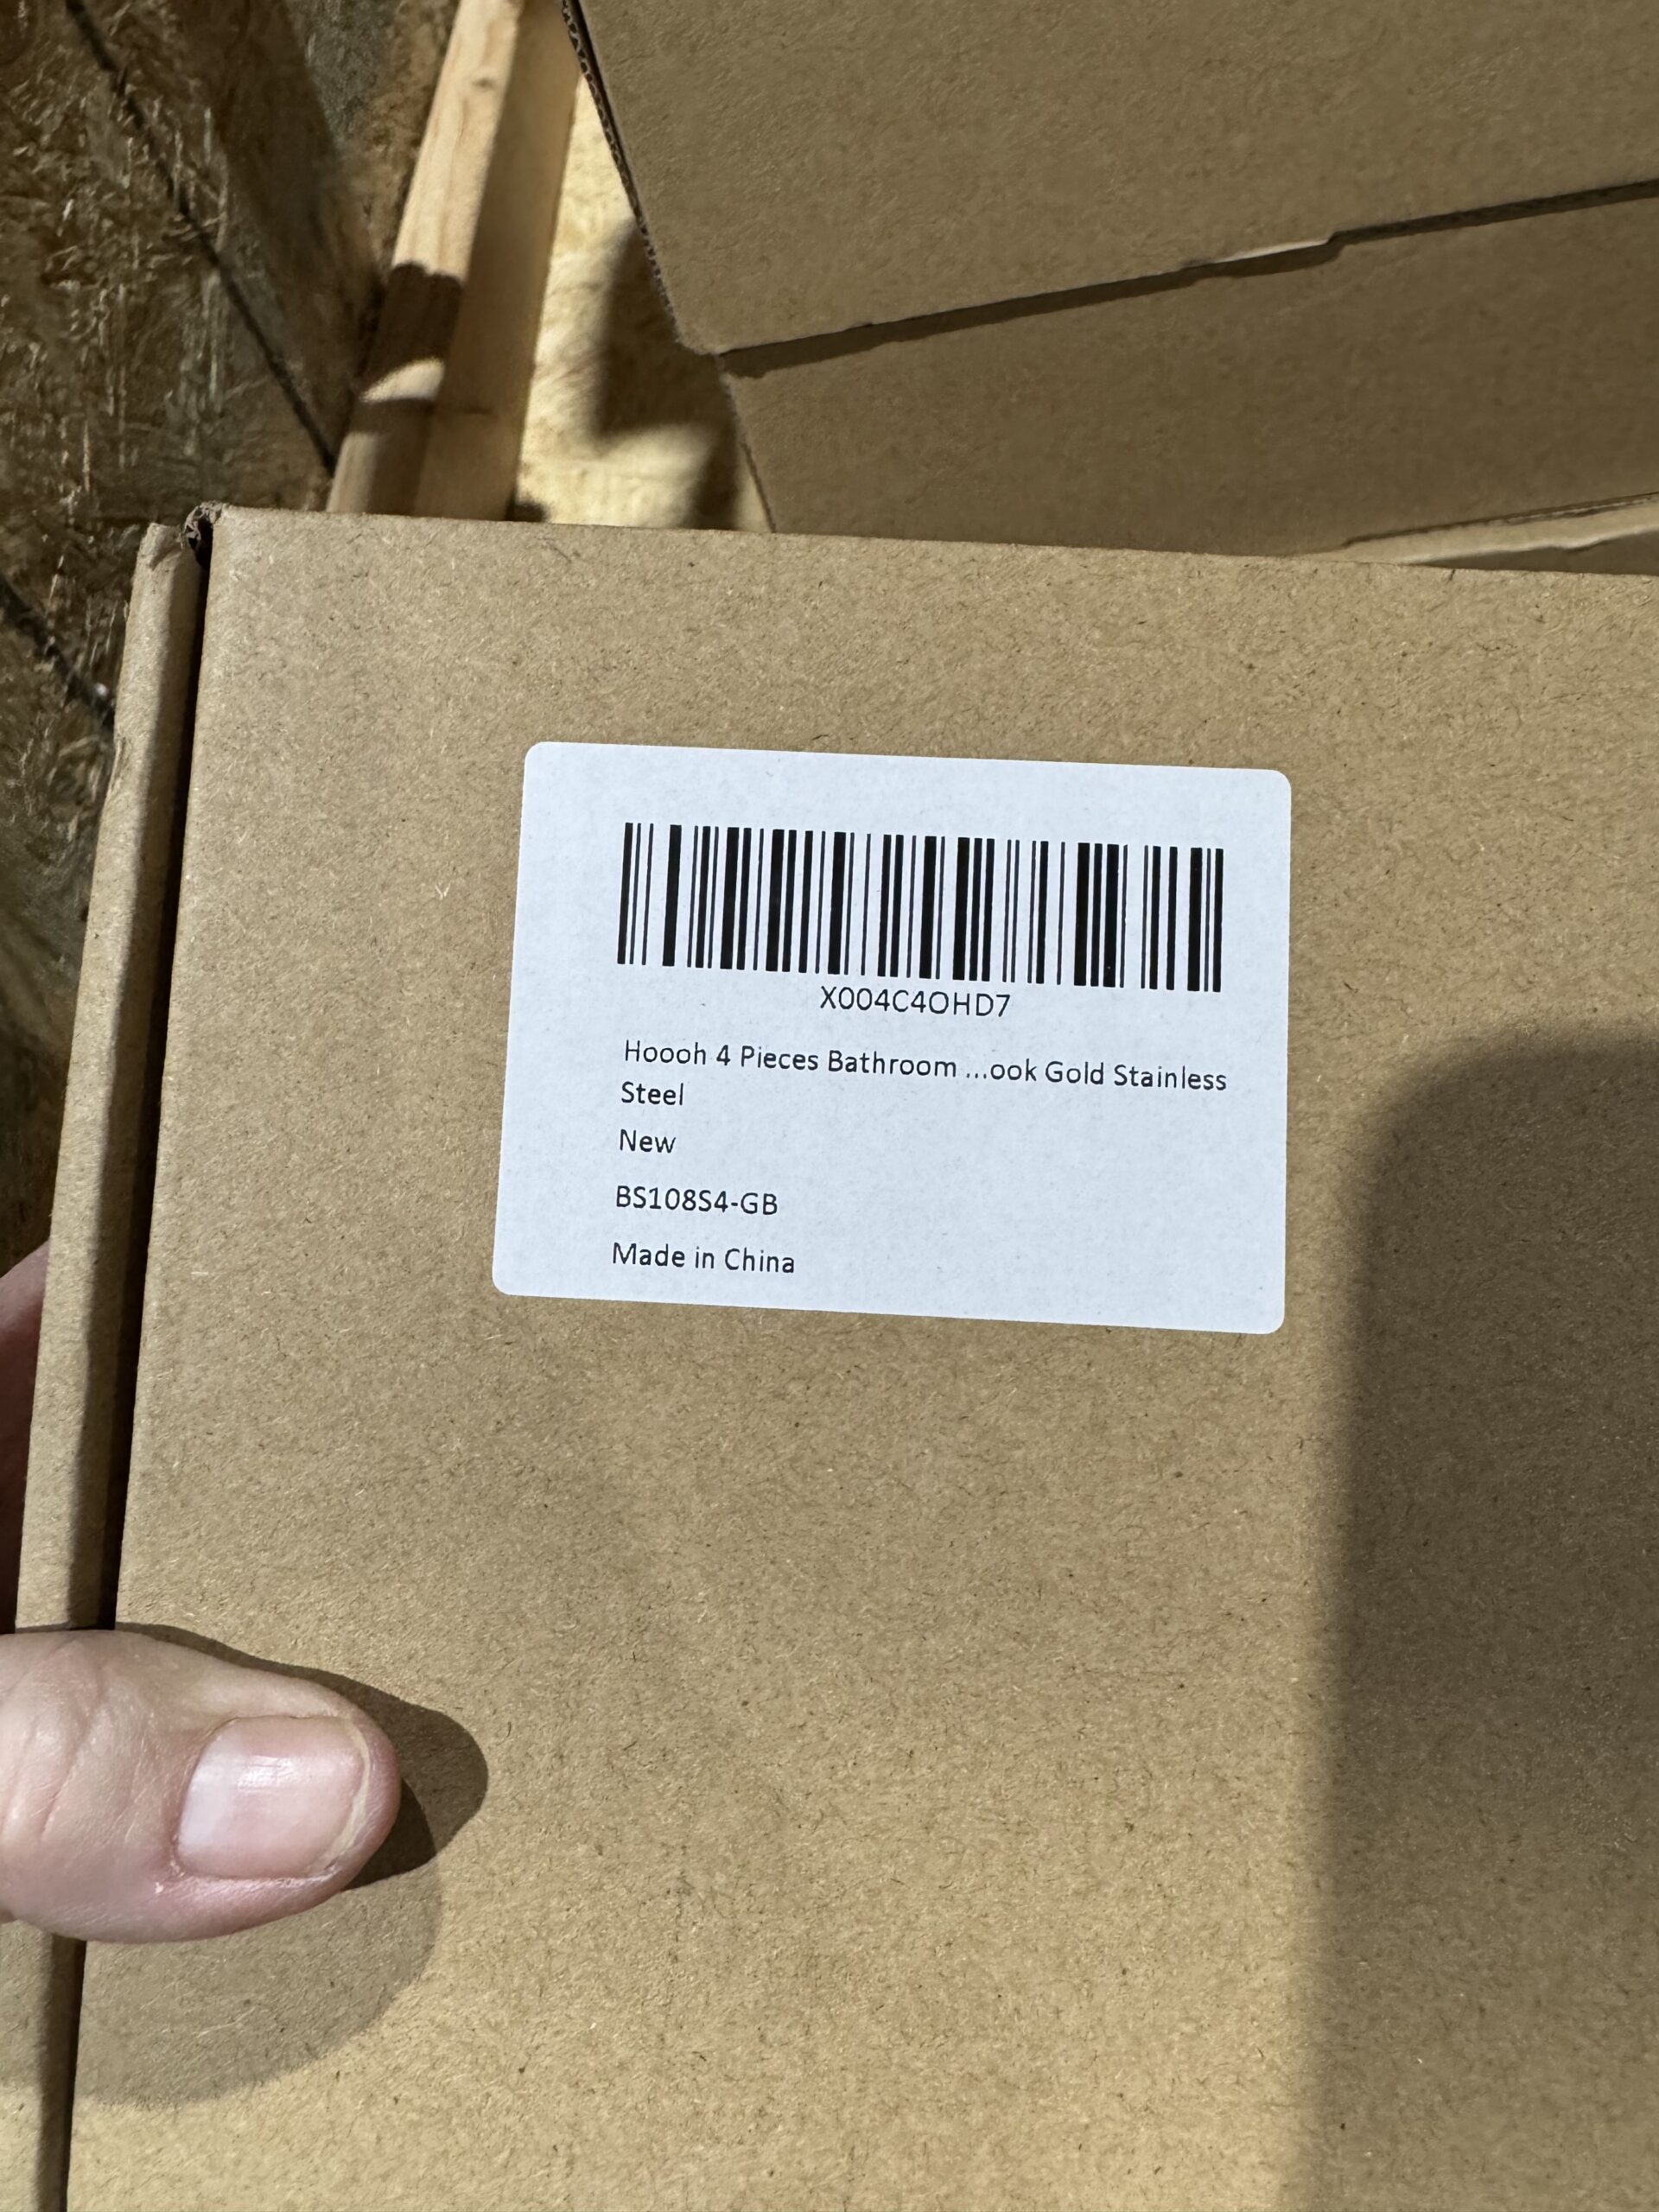 X004C4OHD7
Hoooh 4 Pieces Bathroom ...ook Gold Stainless
Steel
New
BS108S4-GB
Made in China